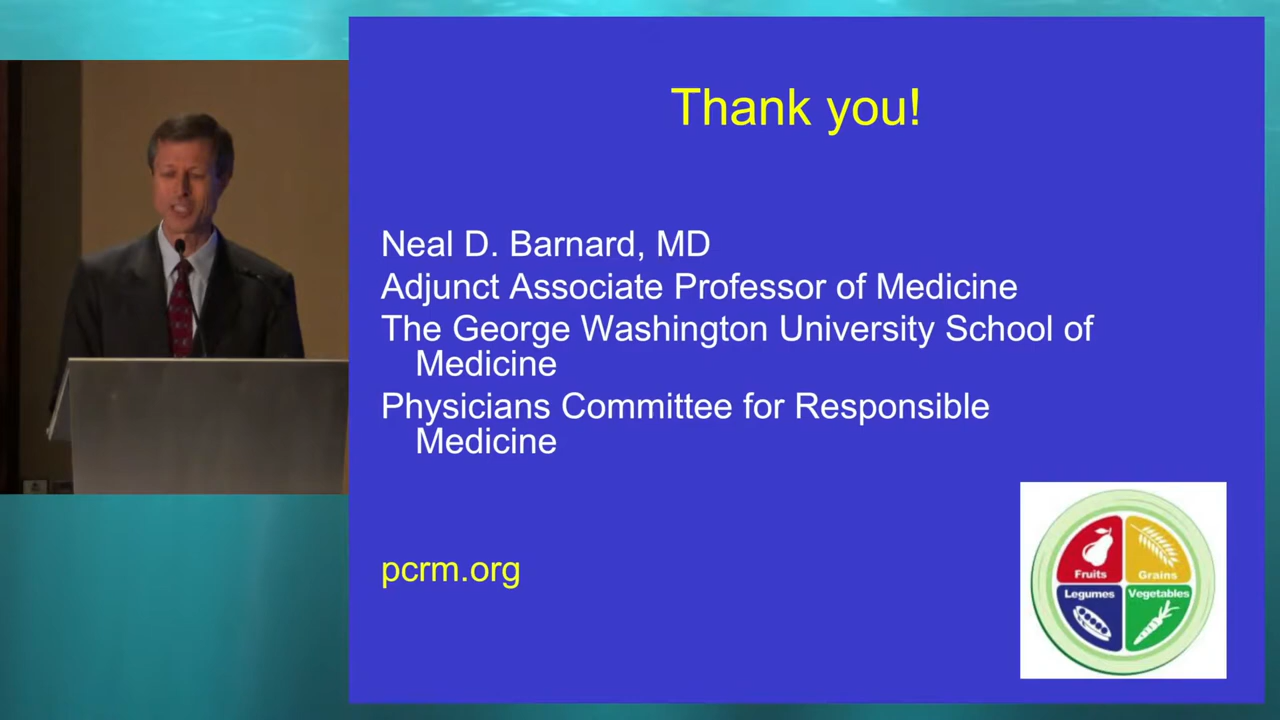 Thank you!
Neal D. Barnard, MD
Adjunct Associate Professor of Medicine
The George Washington University School of
Medicine
Physicians Committee for Responsible
Medicine
pcrm.org
Fruits
Grains
Legumes
Vegetables